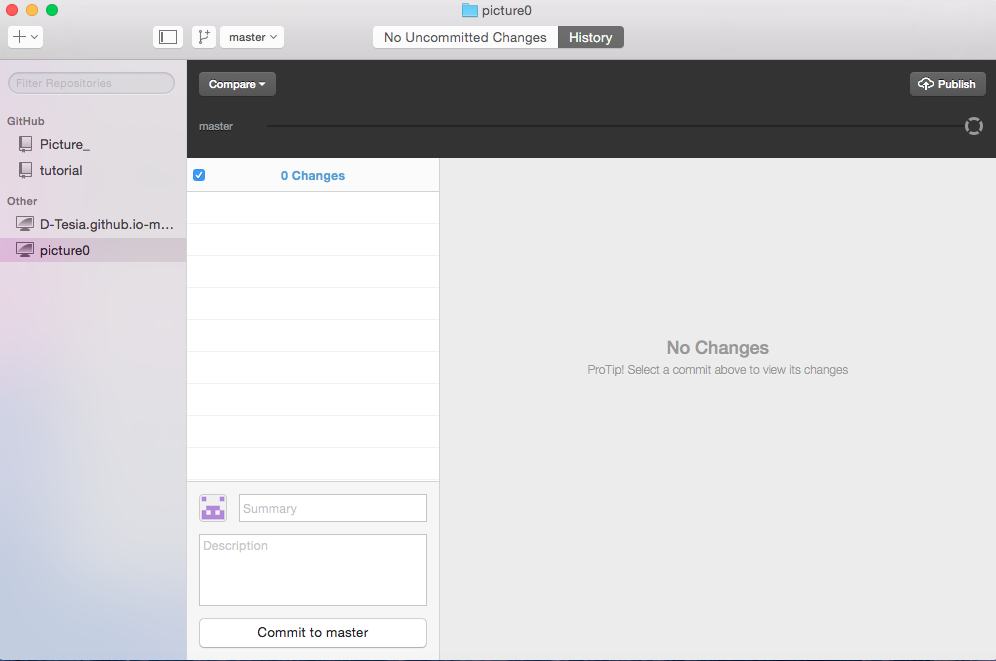 picture0
master
No Uncommitted Changes
History
Filter Repositories
Compare
Publish
GitHub
master
Picture_
tutorial
0 Changes
Other
D-Tesia.github.io-m...
picture0
No Changes
ProTip! Select a commit above to view its changes
Summary
Description
Commit to master